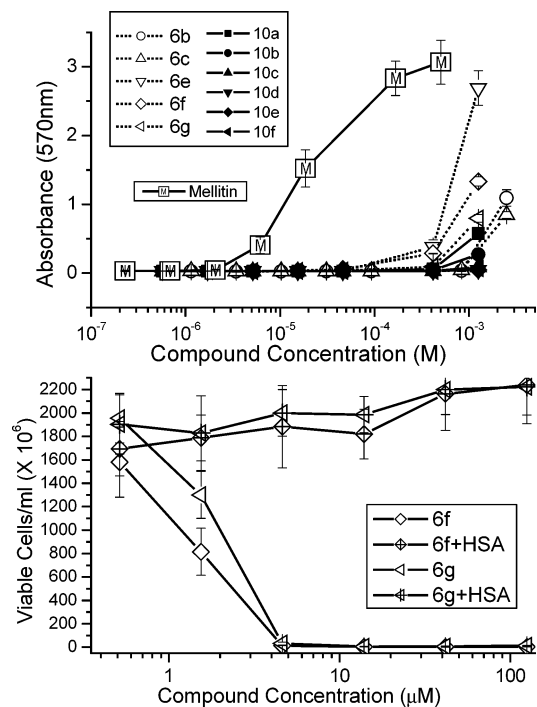 6b
6c
6e
6f
6g
10a
10b
10c
10d
10e
10f
M Mellitin
M M M M M M M M
Absorbance (570nm)
3
2
1
0
10⁻⁷ 10⁻⁶ 10⁻⁵ 10⁻⁴ 10⁻³
Compound Concentration (M)
Viable Cells/ml (X 10⁶)
2200
2000
1800
1600
1400
1200
1000
800
600
400
200
0
6f
6f+HSA
6g
6g+HSA
1 10 100
Compound Concentration (μM)